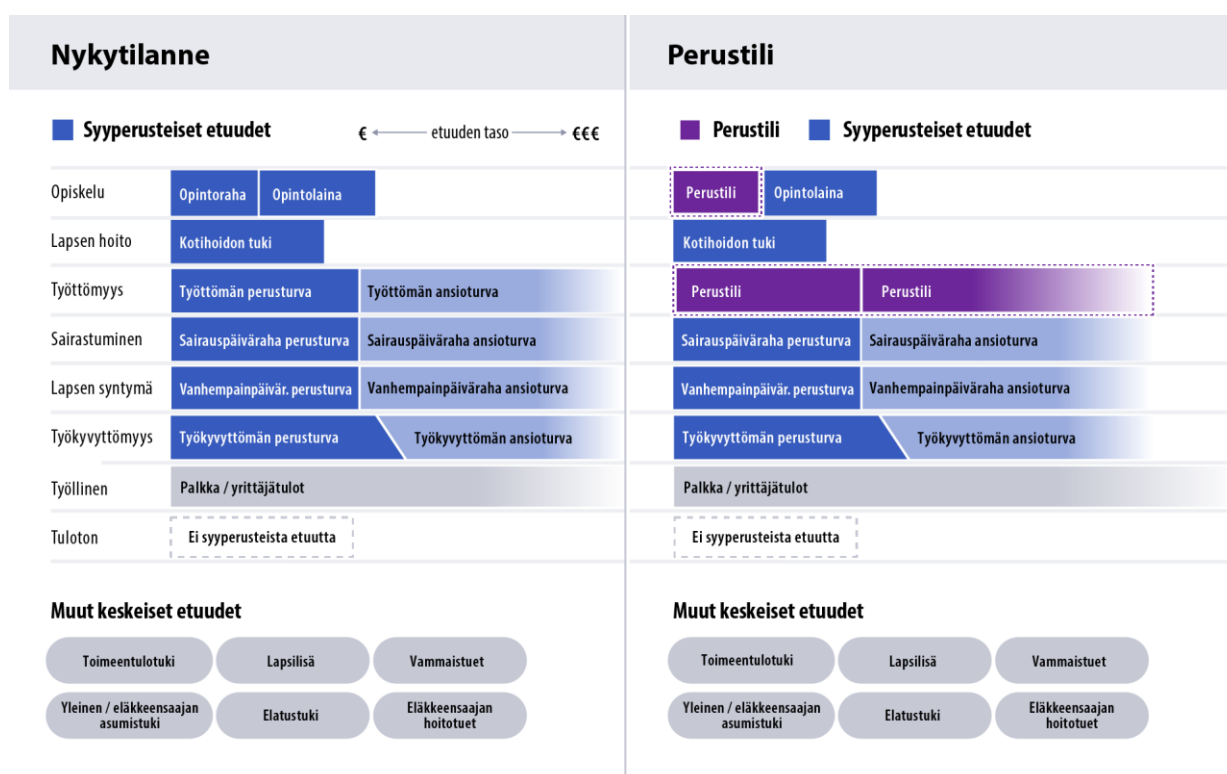 Nykytilanne
Syyperusteiset etuudet
€ etuuden taso €€€
Opiskelu
Opintoraha
Opintolaina
Lapsen hoito
Kotihoidon tuki
Työttömyys
Työttömän perusturva
Työttömän ansioturva
Sairastuminen
Sairauspäiväraha perusturva
Sairauspäiväraha ansioturva
Lapsen syntymä
Vanhempainpäivär. perusturva
Vanhempainpäiväraha ansioturva
Työkyvyttömyys
Työkyvyttömän perusturva
Työkyvyttömän ansioturva
Työllinen
Palkka / yrittäjätulot
Tuloton
Ei syyperusteista etuutta
Muut keskeiset etuudet
Toimeentulotuki
Lapsilisä
Vammaistuet
Yleinen / eläkkeensaajan
asumistuki
Elatustuki
Eläkkeensaajan
hoitotuet
Perustili
Perustili
Syyperusteiset etuudet
Perustili
Opintolaina
Kotihoidon tuki
Perustili
Perustili
Sairauspäiväraha perusturva
Sairauspäiväraha ansioturva
Vanhempainpäivär. perusturva
Vanhempainpäiväraha ansioturva
Työkyvyttömän perusturva
Työkyvyttömän ansioturva
Palkka / yrittäjätulot
Ei syyperusteista etuutta
Muut keskeiset etuudet
Toimeentulotuki
Lapsilisä
Vammaistuet
Yleinen / eläkkeensaajan
asumistuki
Elatustuki
Eläkkeensaajan
hoitotuet